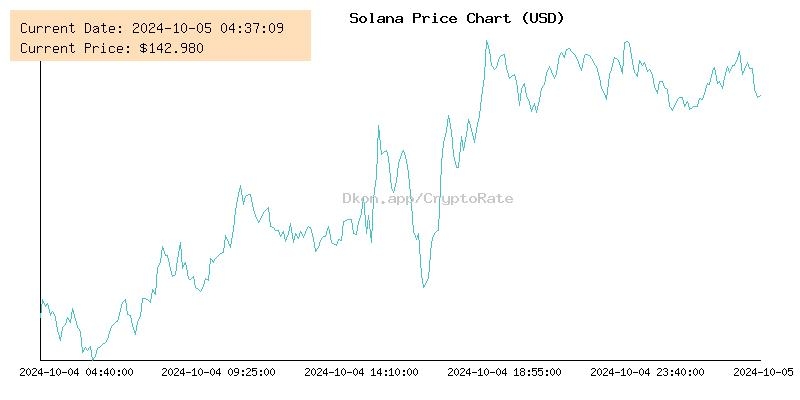 Solana Price Chart (USD)
Current Date: 2024-10-05 04:37:09
Current Price: $142.980
Dkon.app/CryptoRate
2024-10-04 04:40:00 2024-10-04 09:25:00 2024-10-04 14:10:00 2024-10-04 18:55:00 2024-10-04 23:40:00 2024-10-05